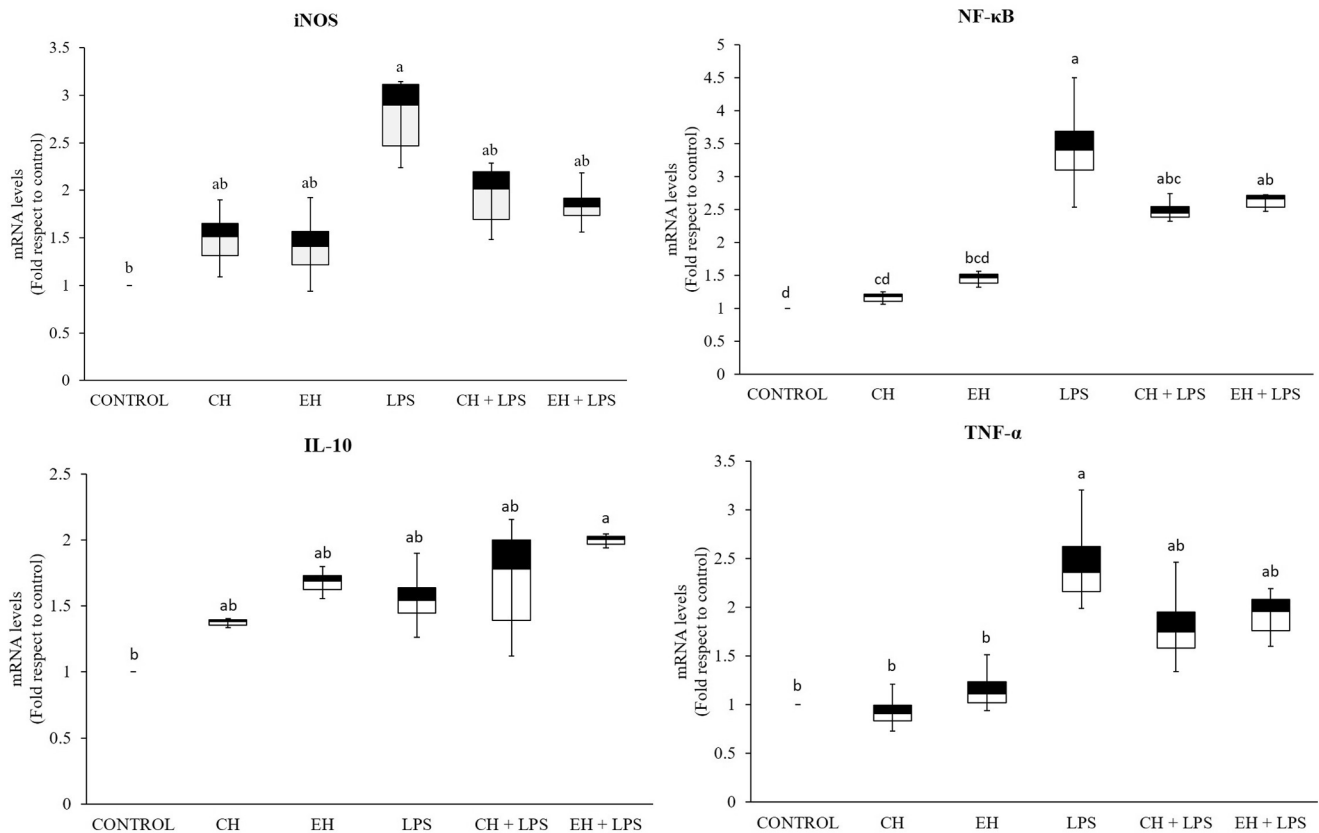 iNOS
mRNA levels
(Fold respect to control)
3.5
3
2.5
2
1.5
1
0.5
0
b
ab
ab
a
ab
ab
CONTROL CH EH LPS CH + LPS EH + LPS
NF-κB
mRNA levels
(Fold respect to control)
5
4.5
4
3.5
3
2.5
2
1.5
1
0.5
0
d
cd
bcd
a
abc
ab
CONTROL CH EH LPS CH + LPS EH + LPS
IL-10
mRNA levels
(Fold respect to control)
2.5
2
1.5
1
0.5
0
b
ab
ab
ab
ab
a
CONTROL CH EH LPS CH + LPS EH + LPS
TNF-α
mRNA levels
(Fold respect to control)
3.5
3
2.5
2
1.5
1
0.5
0
b
b
b
a
ab
ab
CONTROL CH EH LPS CH + LPS EH + LPS